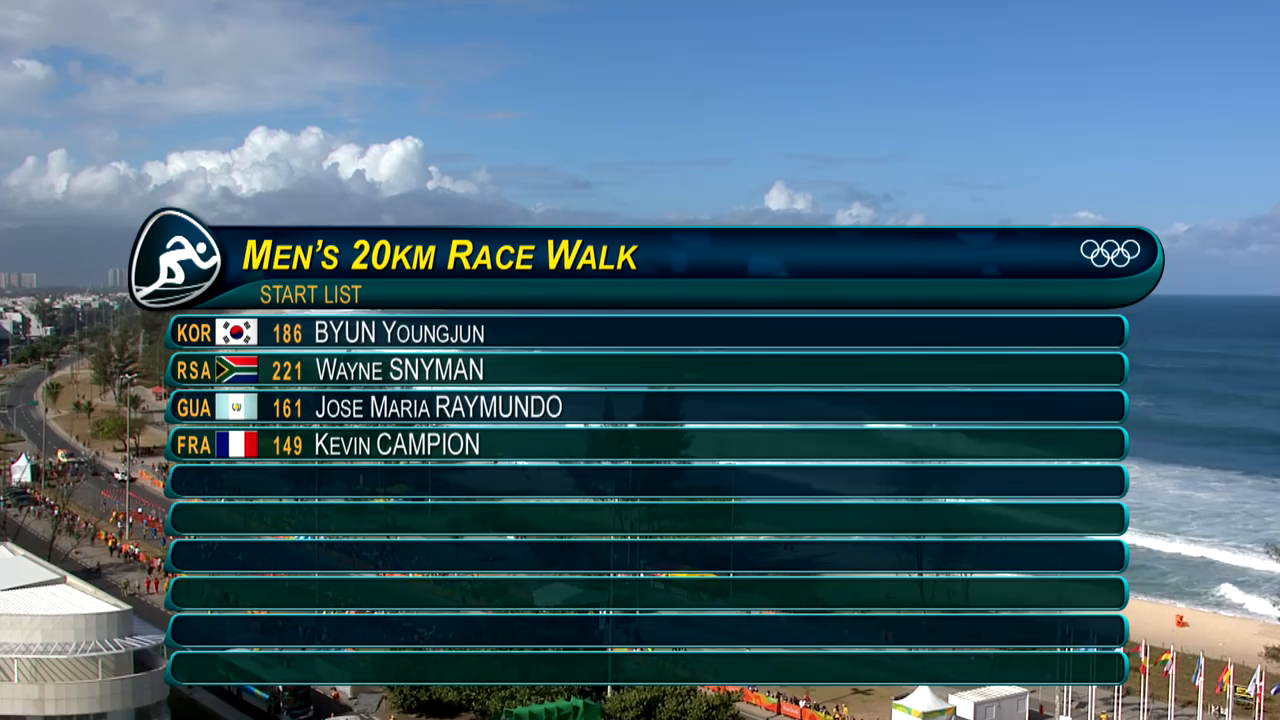 MEN'S 20KM RACE WALK
START LIST
KOR 186 BYUN YOUNGJUN
RSA 221 WAYNE SNYMAN
GUA 161 JOSE MARIA RAYMUNDO
FRA 149 KEVIN CAMPION